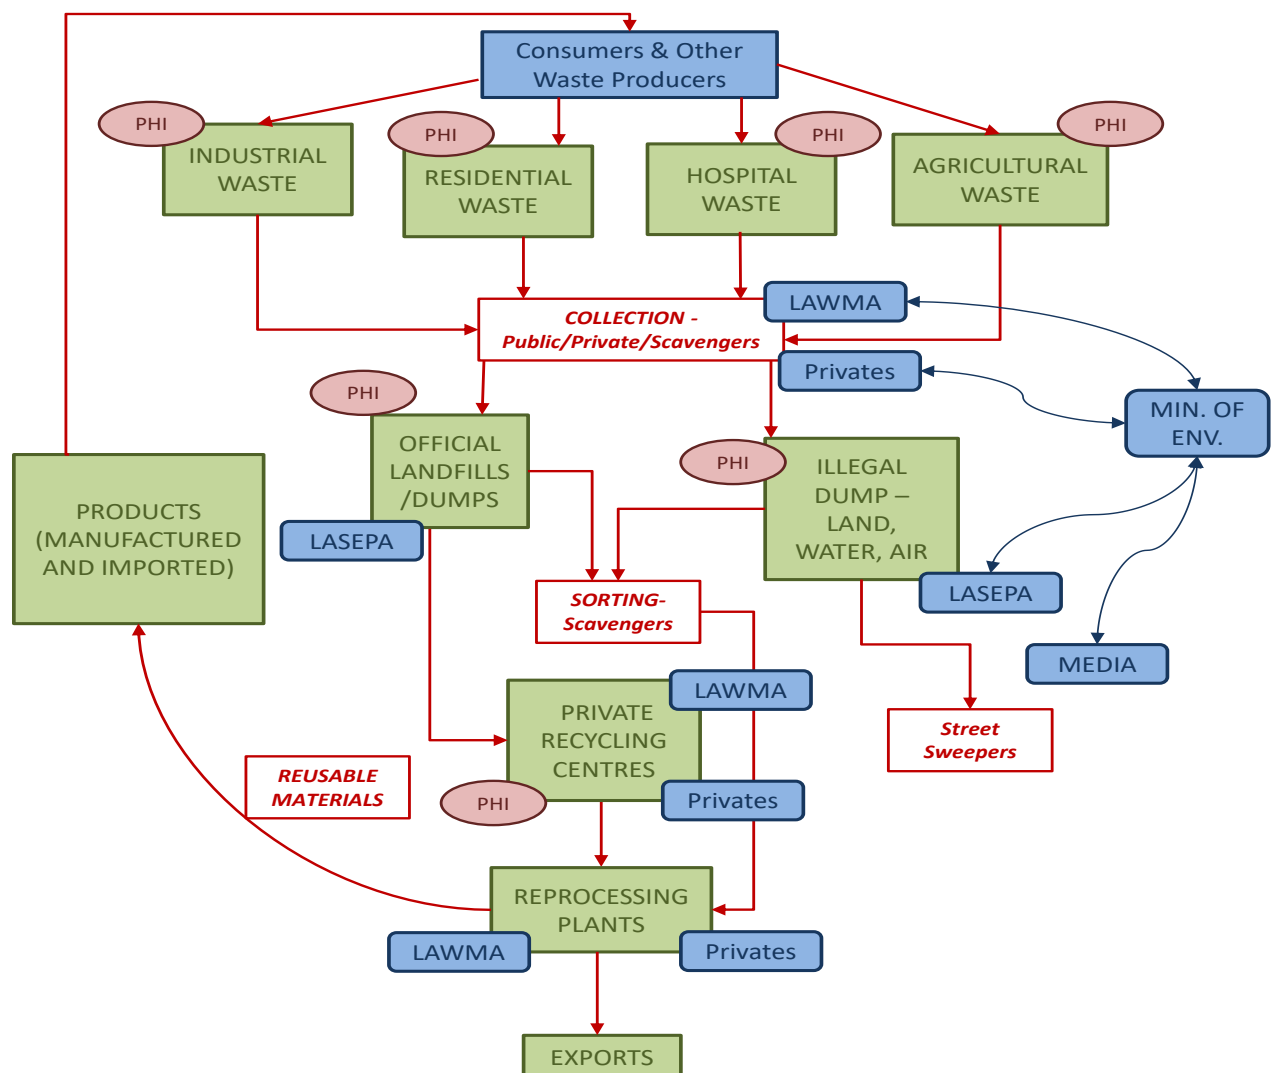 Consumers & Other
Waste Producers
PHI
INDUSTRIAL
WASTE
PHI
RESIDENTIAL
WASTE
PHI
HOSPITAL
WASTE
PHI
AGRICULTURAL
WASTE
COLLECTION -
Public/Private/Scavengers
LAWMA
Privates
MIN. OF
ENV.
PHI
OFFICIAL
LANDFILLS
/DUMPS
LASEPA
PHI
ILLEGAL
DUMP –
LAND,
WATER, AIR
LASEPA
MEDIA
PRODUCTS
(MANUFACTURED
AND IMPORTED)
SORTING-
Scavengers
Street
Sweepers
LAWMA
PRIVATE
RECYCLING
CENTRES
PHI
Privates
REUSABLE
MATERIALS
REPROCESSING
PLANTS
LAWMA
Privates
EXPORTS